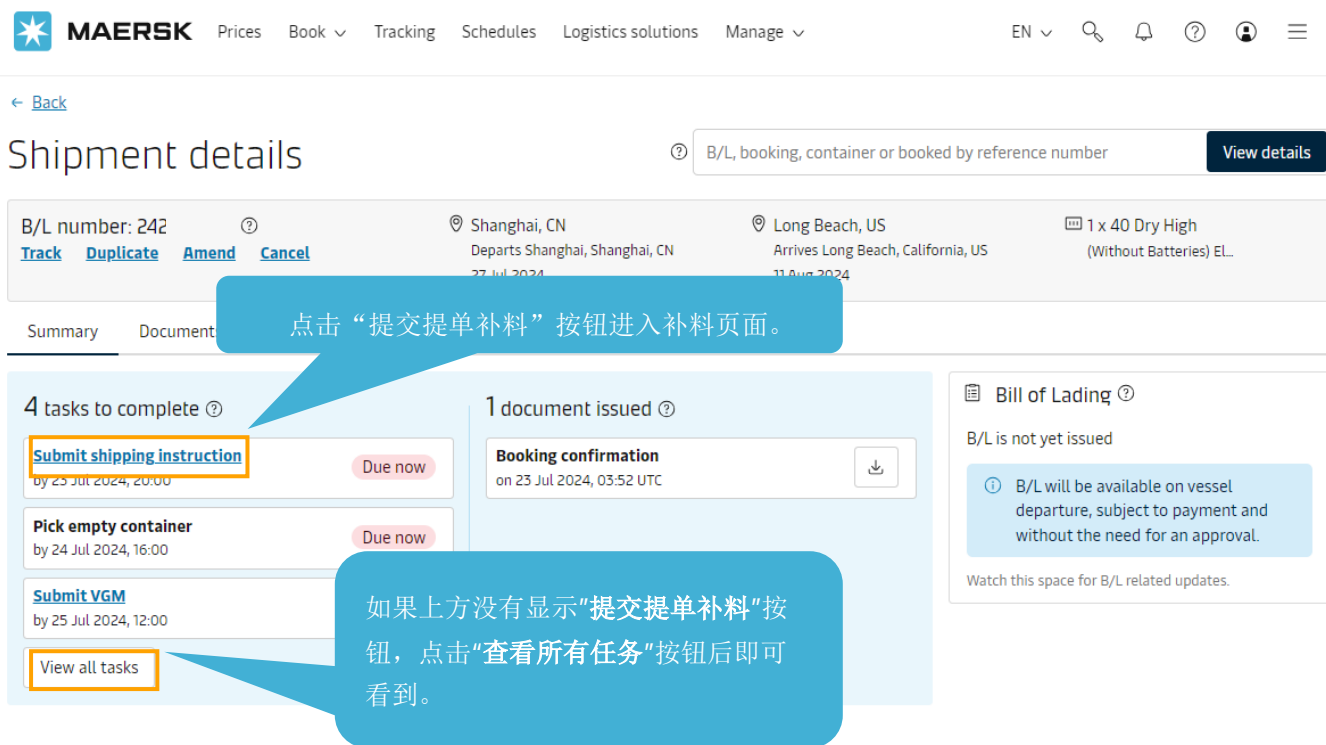 MAERSK Prices Book Tracking Schedules Logistics solutions Manage EN
← Back
Shipment details
B/L, booking, container or booked by reference number View details
B/L number: 242
Track Duplicate Amend Cancel
Shanghai, CN
Departs Shanghai, Shanghai, CN
27 Jul 2024
Long Beach, US
Arrives Long Beach, California, US
11 Aug 2024
1 x 40 Dry High
(Without Batteries) El...
点击“提交提单补料”按钮进入补料页面。
Summary Document
4 tasks to complete
Submit shipping instruction
by 23 Jul 2024, 20:00
Due now
Pick empty container
by 24 Jul 2024, 16:00
Due now
Submit VGM
by 25 Jul 2024, 12:00
View all tasks
如果上方没有显示"提交提单补料"按
钮，点击"查看所有任务"按钮后即可
看到。
1 document issued
Booking confirmation
on 23 Jul 2024, 03:52 UTC
Bill of Lading
B/L is not yet issued
B/L will be available on vessel
departure, subject to payment and
without the need for an approval.
Watch this space for B/L related updates.